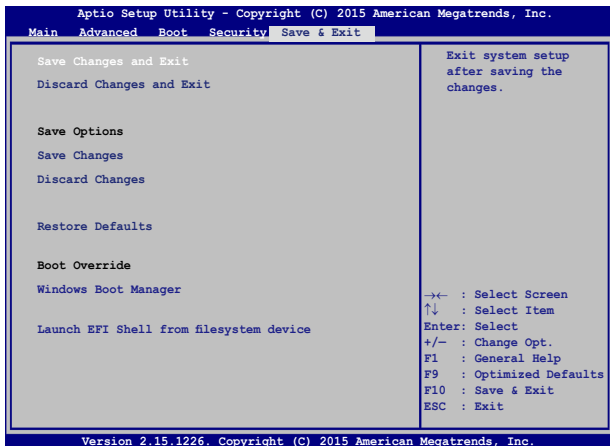 Aptio Setup Utility - Copyright (C) 2015 American Megatrends, Inc.
Main Advanced Boot Security Save & Exit
Save Changes and Exit
Discard Changes and Exit
Save Options
Save Changes
Discard Changes
Restore Defaults
Boot Override
Windows Boot Manager
Launch EFI Shell from filesystem device
Exit system setup
after saving the
changes.
→← : Select Screen
↑↓ : Select Item
Enter: Select
+/— : Change Opt.
F1 : General Help
F9 : Optimized Defaults
F10 : Save & Exit
ESC : Exit
Version 2.15.1226. Copyright (C) 2015 American Megatrends, Inc.